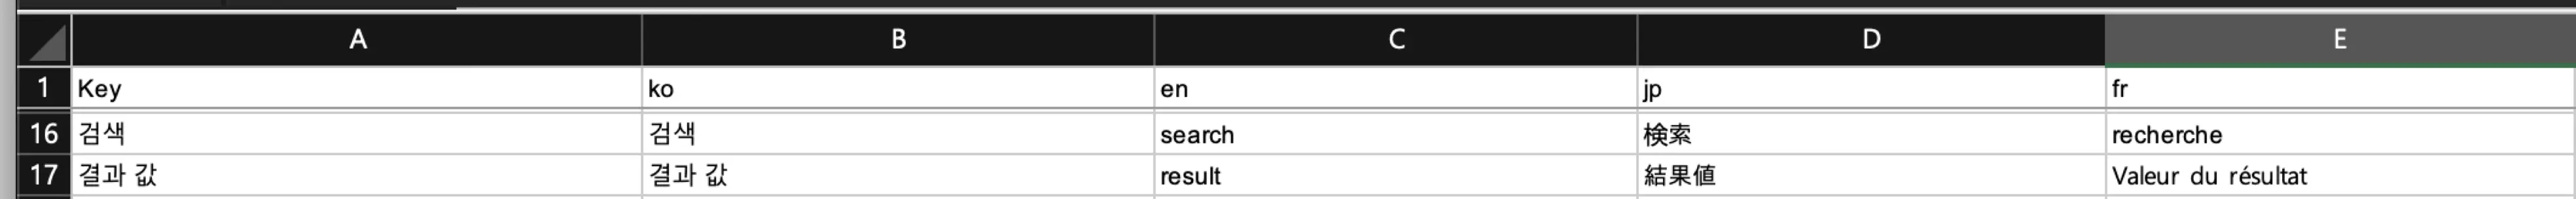 A B C D E
1 Key ko en jp fr
16 검색 검색 search 検索 recherche
17 결과 값 결과 값 result 結果値 Valeur du résultat